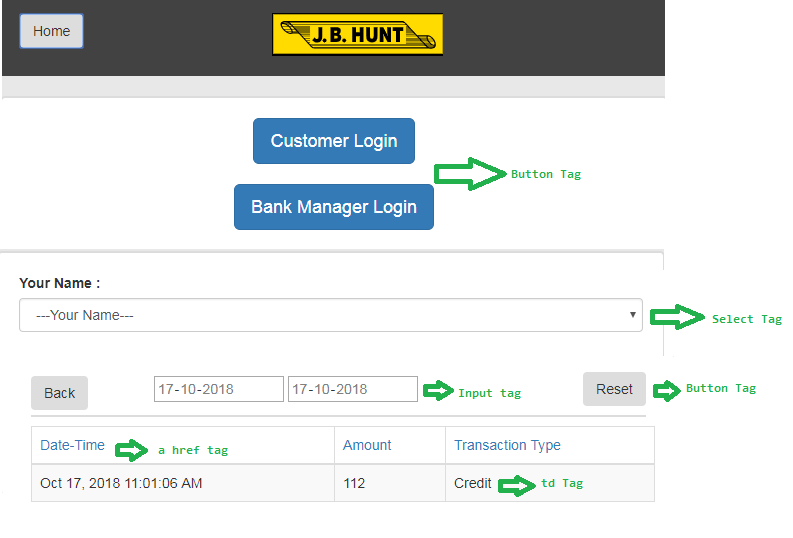 Home
J.B. HUNT
Customer Login
Button Tag
Bank Manager Login
Your Name :
---Your Name---
Select Tag
Back
17-10-2018 17-10-2018
Input tag
Reset
Button Tag
Date-Time
a href tag
Amount
Transaction Type
Oct 17, 2018 11:01:06 AM
112
Credit
td Tag